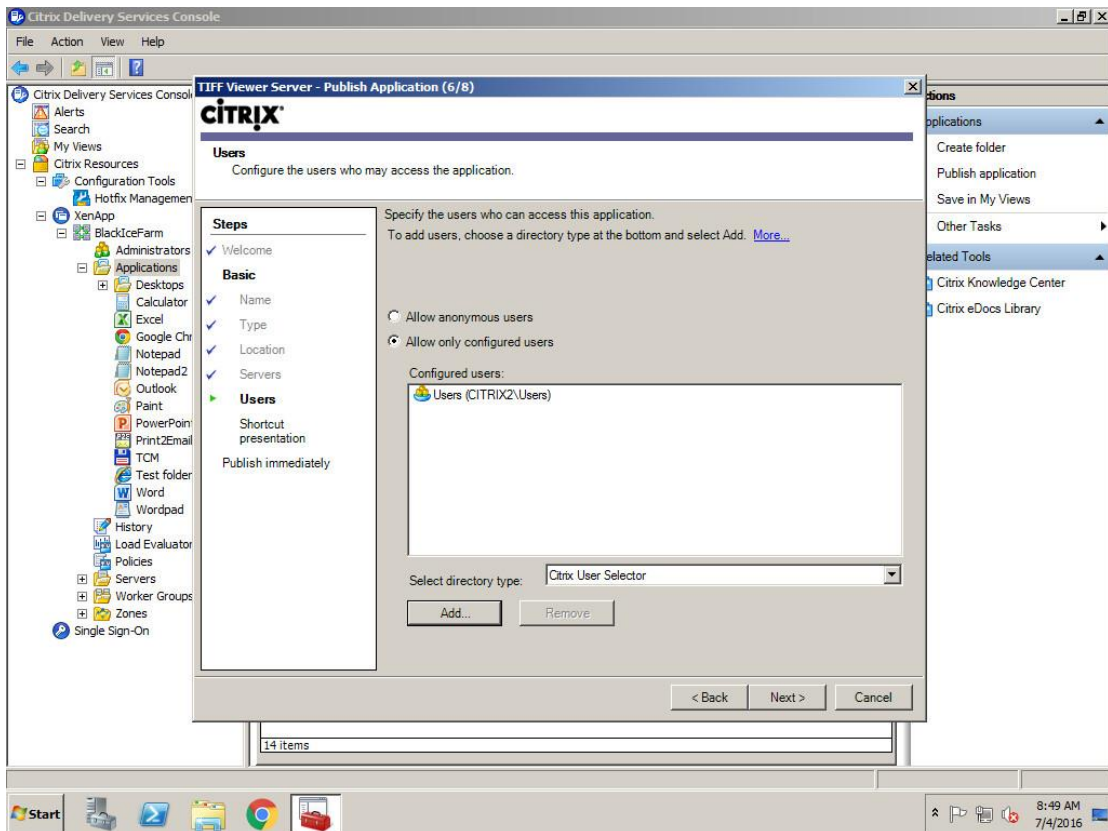 Citrix Delivery Services Console
File Action View Help
Citrix Delivery Services Consol
Alerts
Search
My Views
Citrix Resources
Configuration Tools
Hotfix Managemen
XenApp
BlackIceFarm
Administrators
Applications
Desktops
Calculator
Excel
Google Chr
Notepad
Notepad2
Outlook
Paint
PowerPoin
Print2Email
TCM
Test folder
Word
Wordpad
History
Load Evaluator
Policies
Servers
Worker Groups
Zones
Single Sign-On
TIFF Viewer Server - Publish Application (6/8)
CITRIX
Users
Configure the users who may access the application.
Steps
Welcome
Basic
Name
Type
Location
Servers
Users
Shortcut
presentation
Publish immediately
Specify the users who can access this application.
To add users, choose a directory type at the bottom and select Add. More...
Allow anonymous users
Allow only configured users
Configured users:
Users (CITRIX2\Users)
Select directory type: Citrix User Selector
Add... Remove
< Back Next > Cancel
14 items
ctions
pplications
Create folder
Publish application
Save in My Views
Other Tasks
elated Tools
Citrix Knowledge Center
Citrix eDocs Library
Start
8:49 AM
7/4/2016